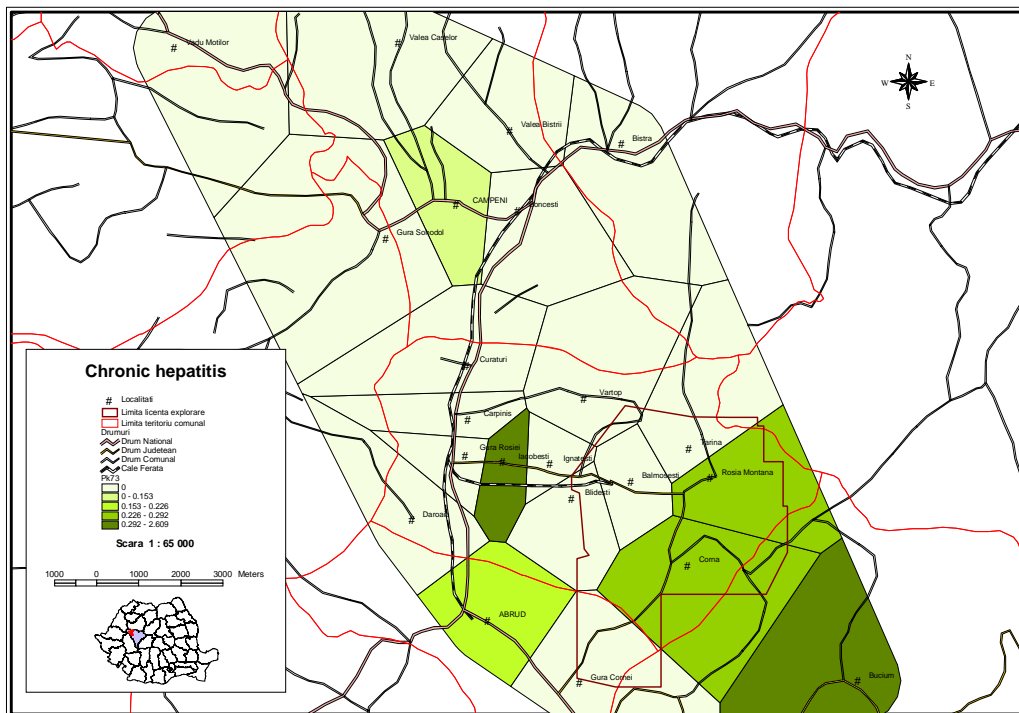 Vadu Motilor
Valea Caselor
N
W E
S
Valea Bistrii
Bistra
CAMPENI
Boncesti
Gura Sohodol
Curaturi
Vartop
Carpinis
Gura Rosiei
Iacobesti
Ignatesti
Tarina
Balmosesti
Rosia Montana
Blidesti
Daroaia
Corna
ABRUD
Gura Cornei
Bucium
Chronic hepatitis
# Localitati
Limita licenta explorare
Limita teritoriu comunal
Drumuri
Drum National
Drum Judetean
Drum Comunal
Cale Ferata
Pk73
0
0 - 0.153
0.153 - 0.226
0.226 - 0.292
0.292 - 2.609
Scara 1 : 65 000
1000 0 1000 2000 3000 Meters